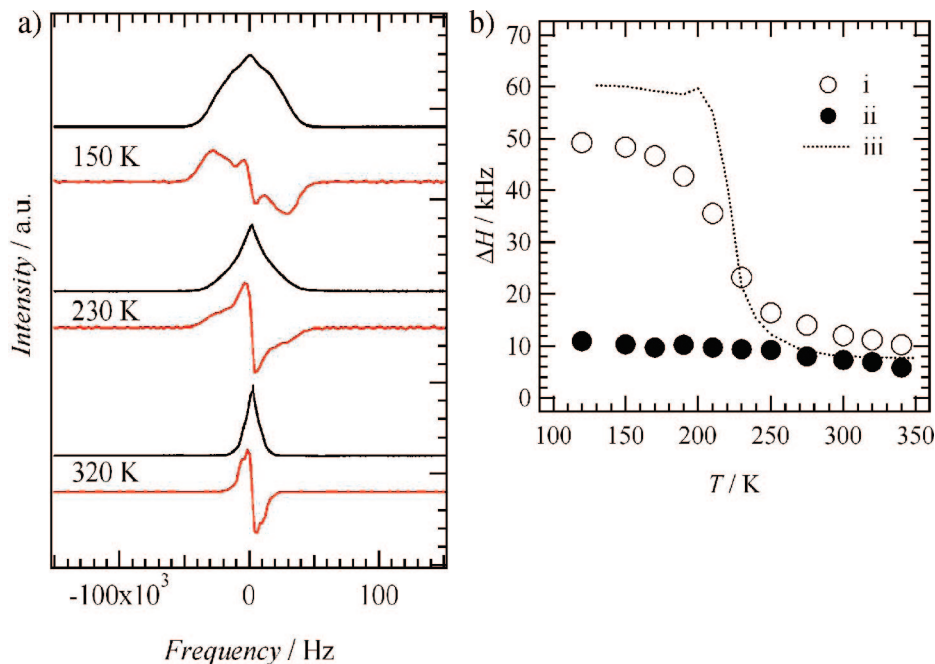 a)
150 K
230 K
320 K
Intensity / a.u.
-100x10³
0
100
Frequency / Hz
b)
70
60
50
40
30
20
10
0
ΔH / kHz
i
ii
iii
100
150
200
250
300
350
T / K